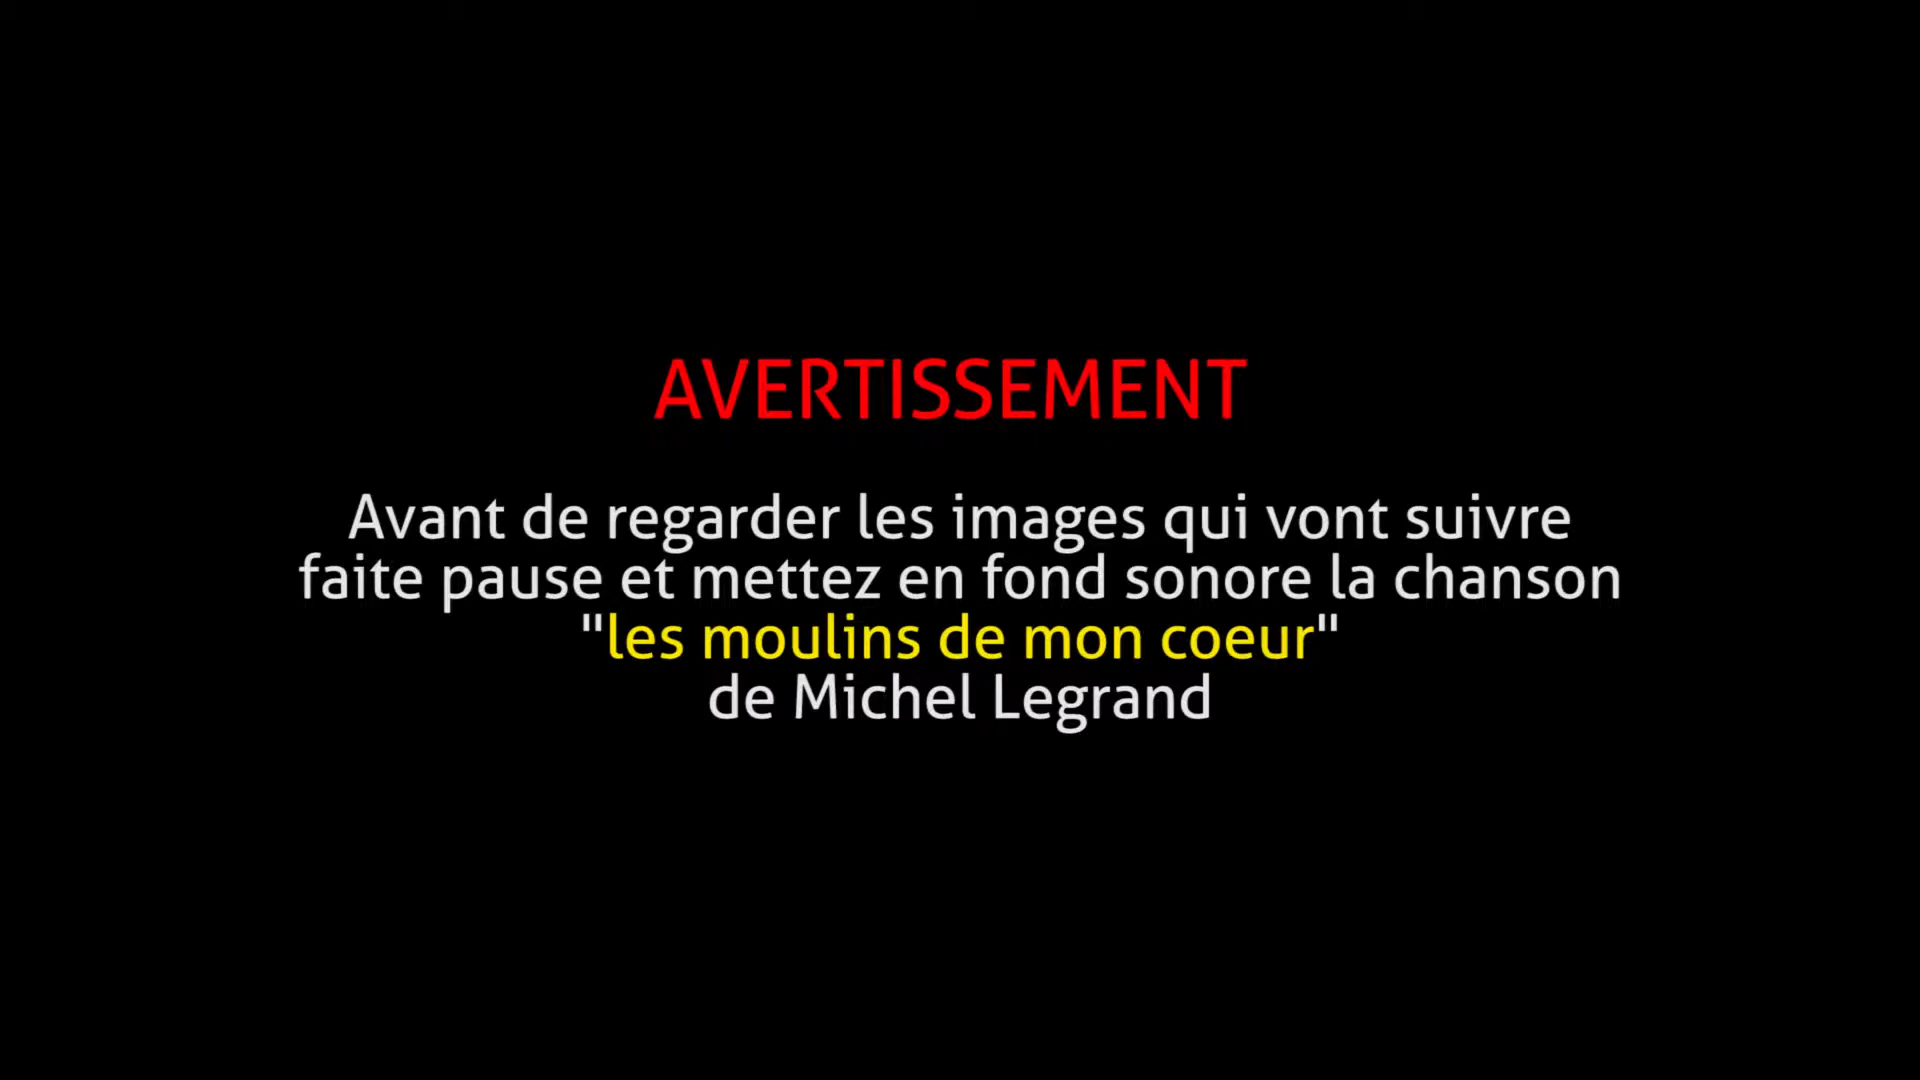 AVERTISSEMENT
Avant de regarder les images qui vont suivre
faite pause et mettez en fond sonore la chanson
"les moulins de mon coeur"
de Michel Legrand